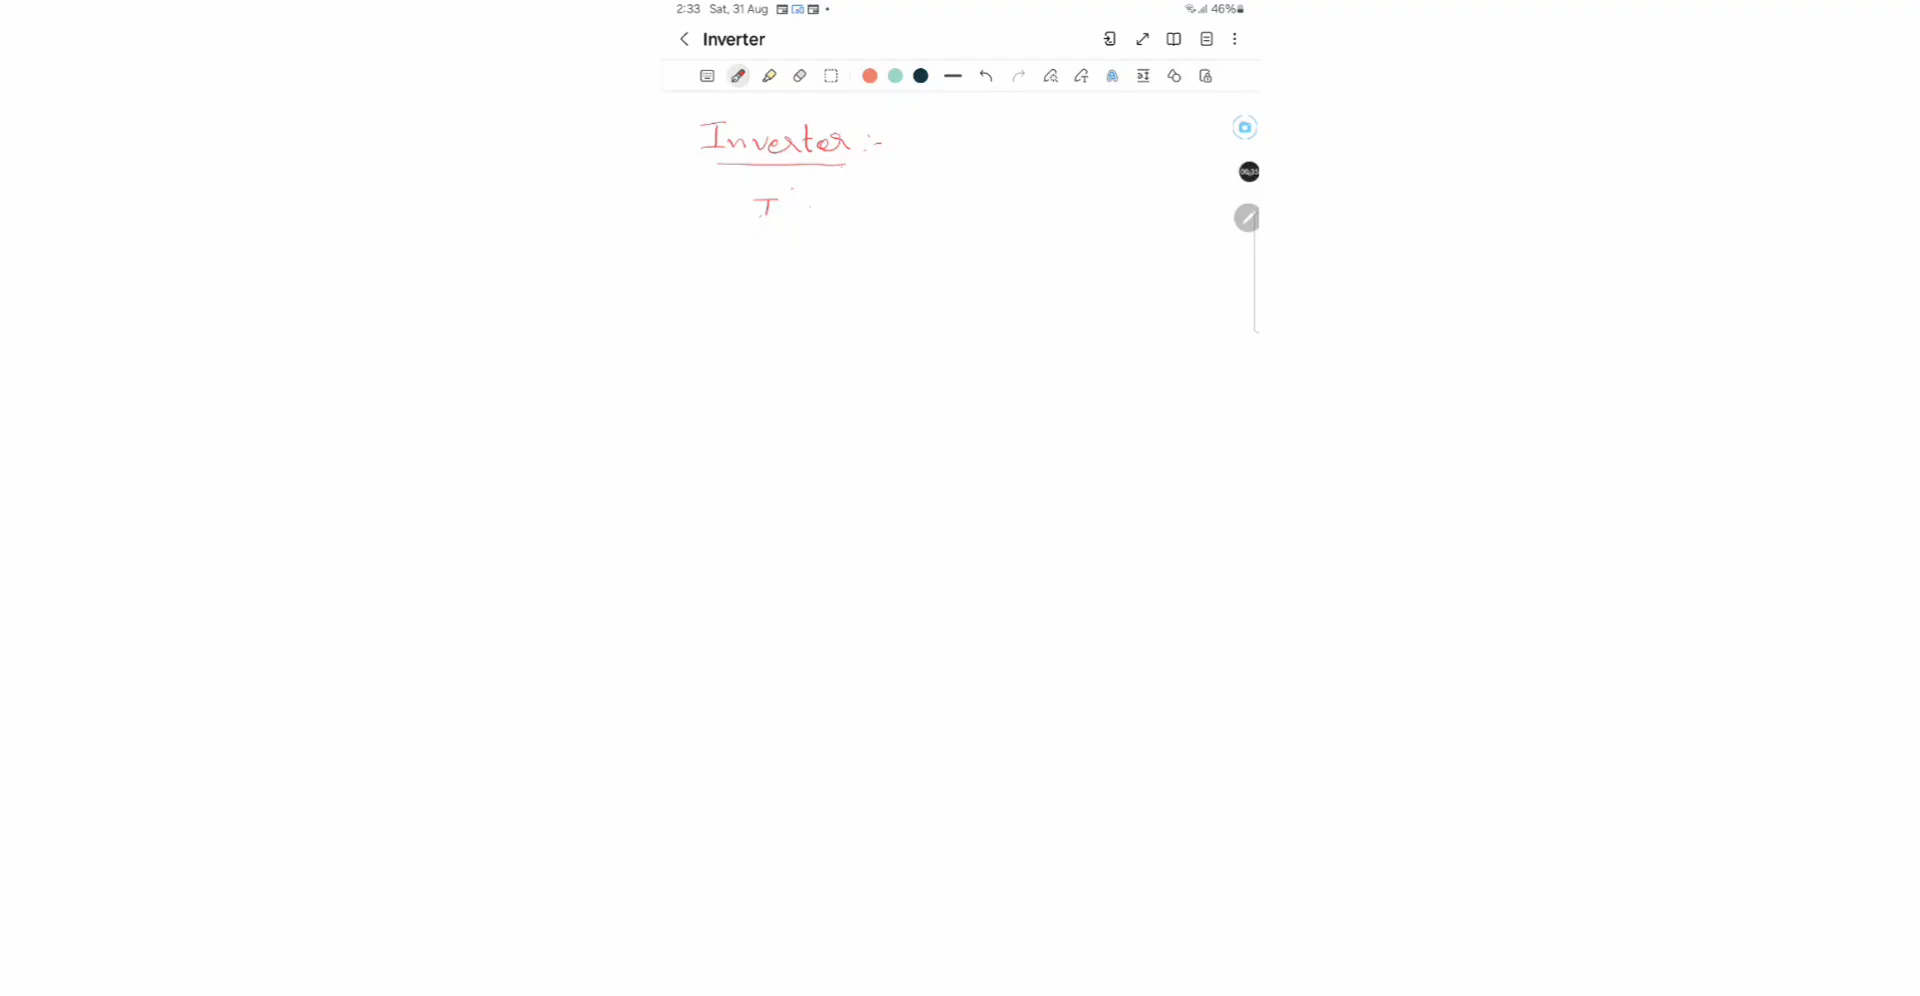 2:33 Sat, 31 Aug 46%
Inverter
Inverter :-
I